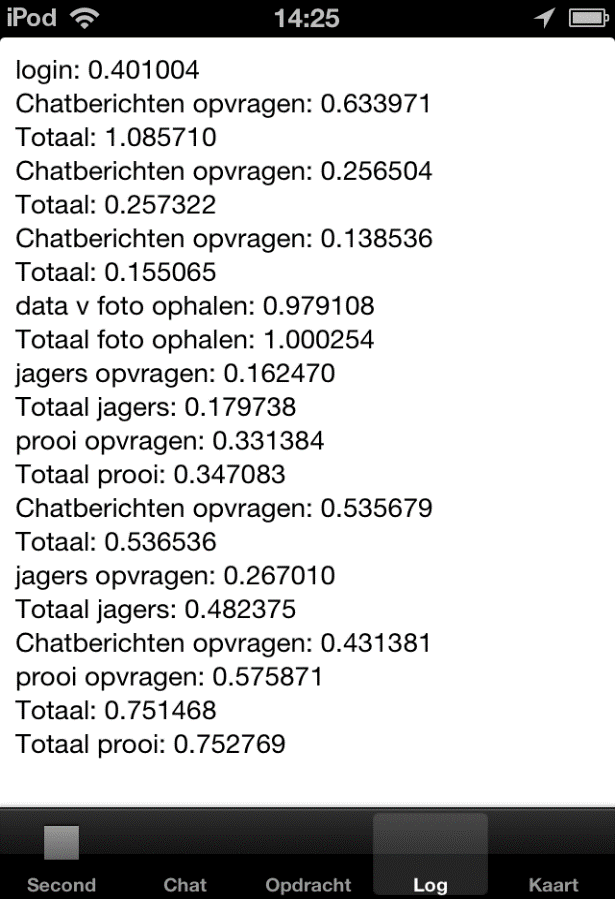 iPod 14:25
login: 0.401004
Chatberichten opvragen: 0.633971
Totaal: 1.085710
Chatberichten opvragen: 0.256504
Totaal: 0.257322
Chatberichten opvragen: 0.138536
Totaal: 0.155065
data v foto ophalen: 0.979108
Totaal foto ophalen: 1.000254
jagers opvragen: 0.162470
Totaal jagers: 0.179738
prooi opvragen: 0.331384
Totaal prooi: 0.347083
Chatberichten opvragen: 0.535679
Totaal: 0.536536
jagers opvragen: 0.267010
Totaal jagers: 0.482375
Chatberichten opvragen: 0.431381
prooi opvragen: 0.575871
Totaal: 0.751468
Totaal prooi: 0.752769
Second Chat Opdracht Log Kaart